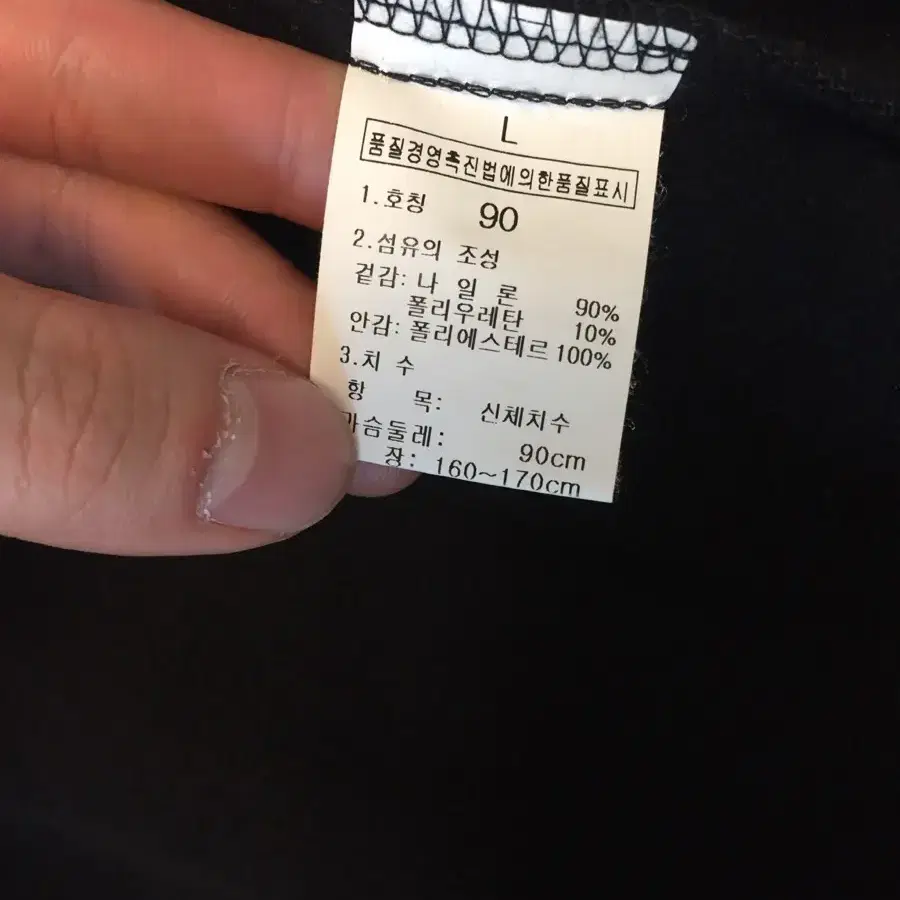 L
품질경영촉진법에의한품질표시
1.호칭 90
2.섬유의 조성
겉감: 나 일 론 90%
폴리우레탄 10%
안감: 폴리에스테르 100%
3.치 수
항 목: 신체치수
가슴둘레: 90cm
장: 160~170cm